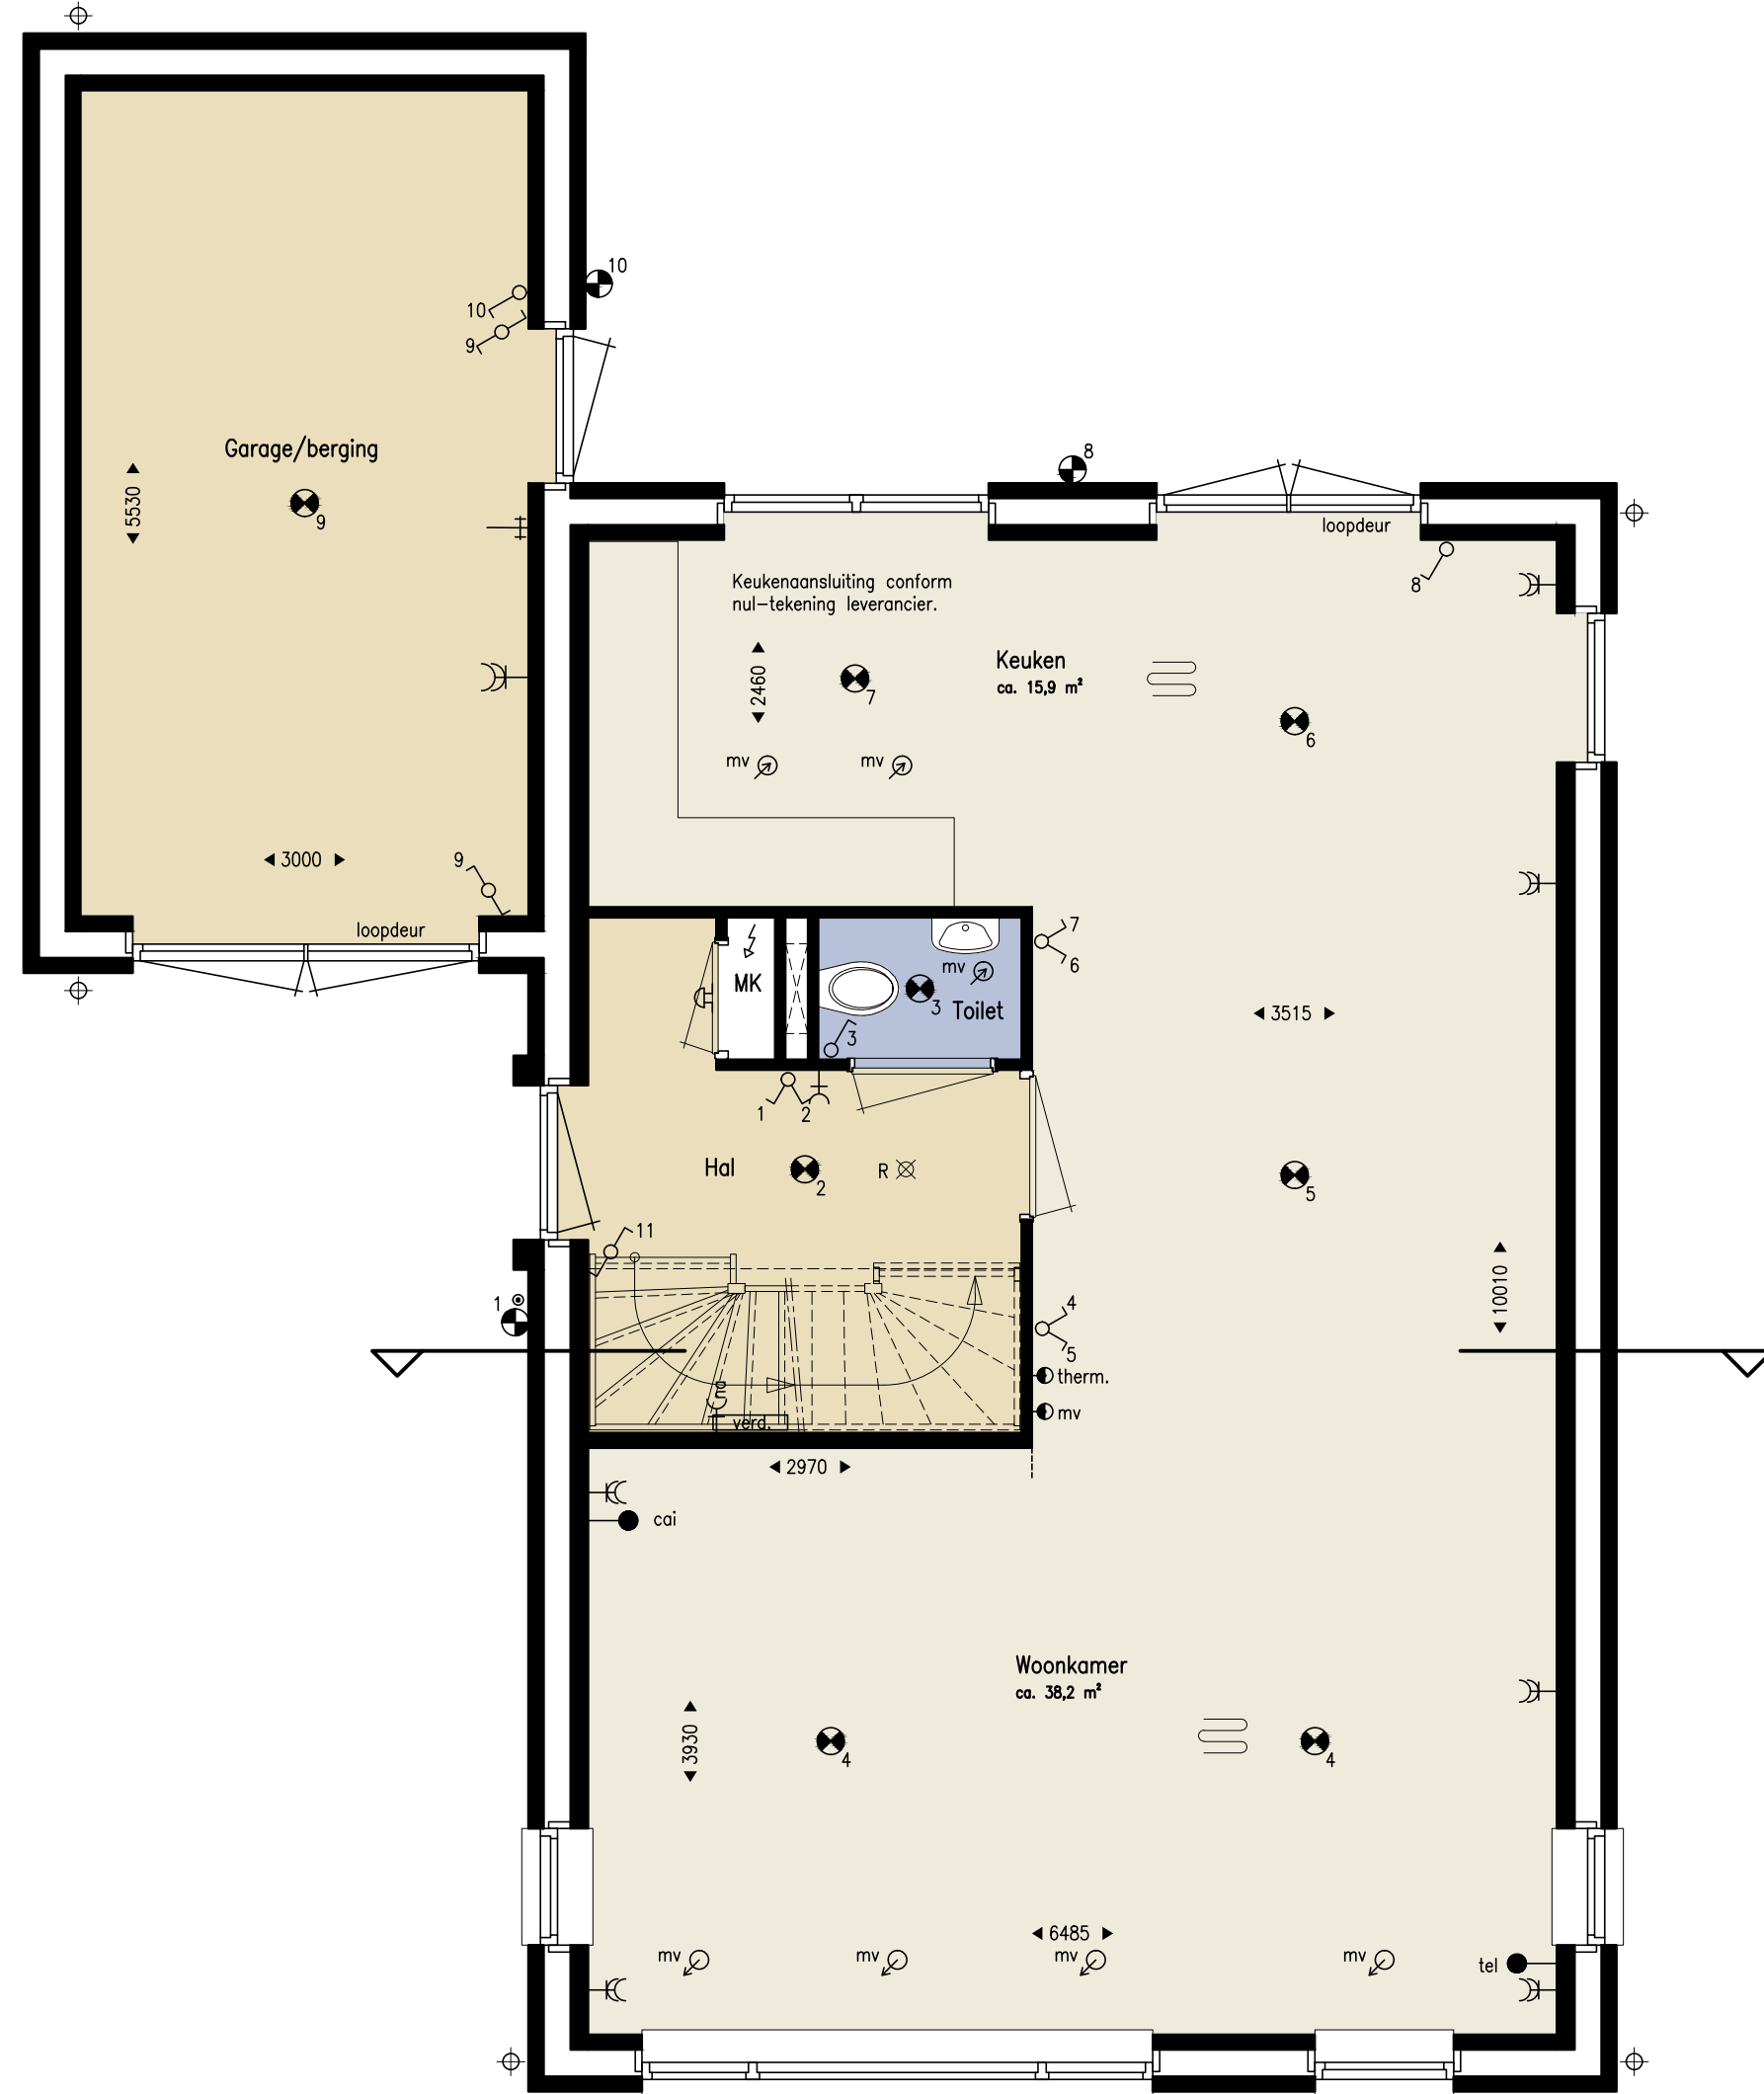 10
10
9
8
Garage/berging
5530
9
loopdeur
8
Keukenaansluiting conform
nul-tekening leverancier.
2460
Keuken
ca. 15,9 m²
7
6
mv
mv
3000
9
loopdeur
7
6
MK
mv
3
Toilet
3
3515
1
2
Hal
2
R
5
11
1
10010
4
5
therm.
mv
verd.
2970
cai
Woonkamer
ca. 38,2 m²
3930
4
4
6485
mv
mv
mv
mv
tel